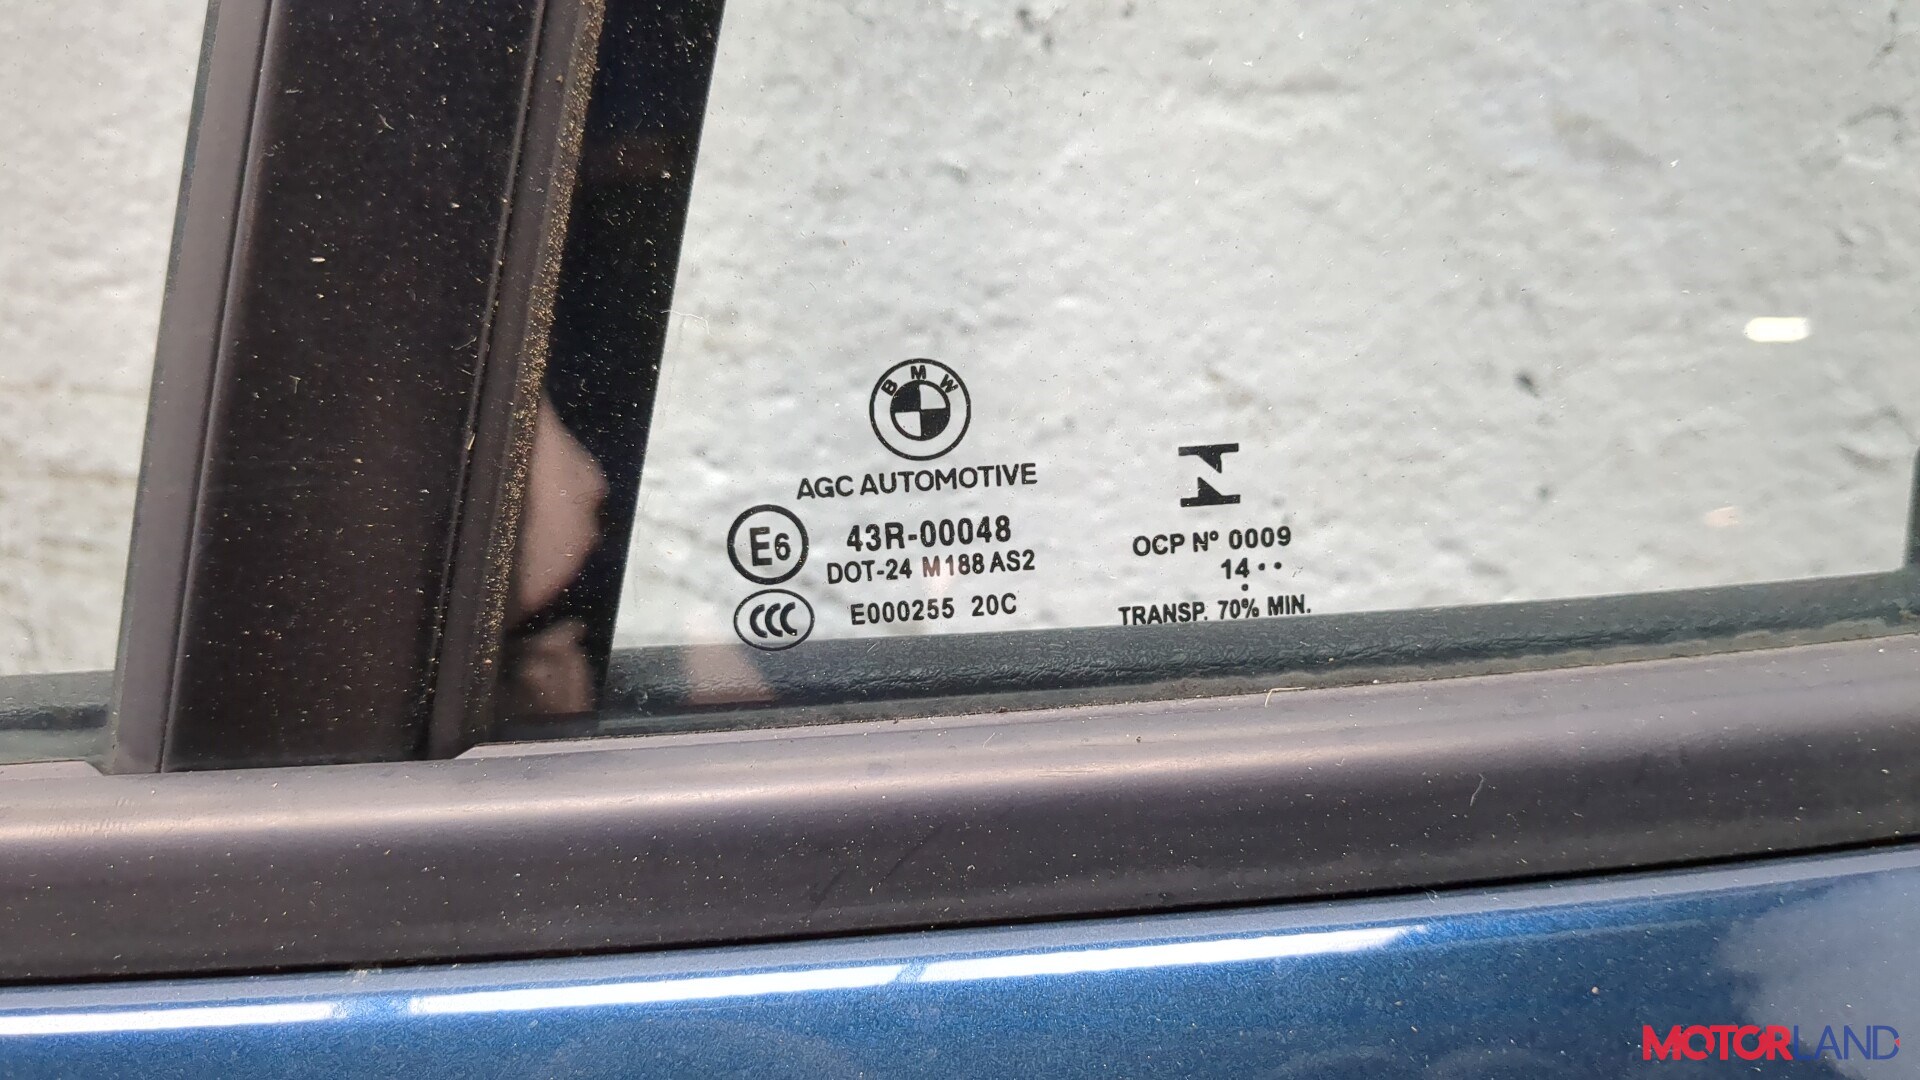 BMW
AGC AUTOMOTIVE
E6 43R-00048
DOT-24 M188 AS2
CCC E000255 20C
OCP Nº 0009
14··
.
TRANSP. 70% MIN.
MOTORLAND